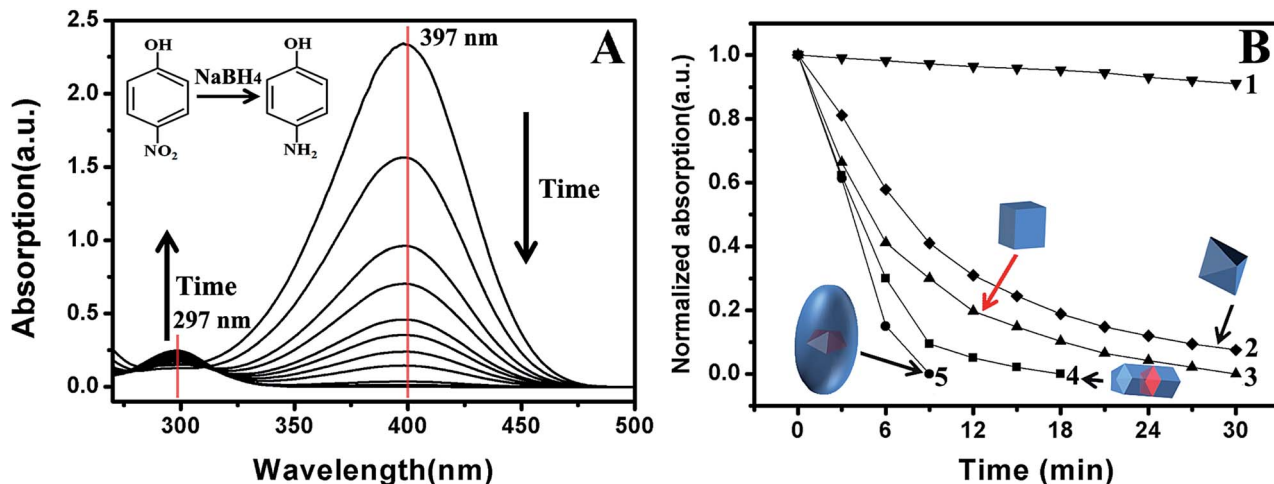 A
OH
NO₂
NaBH₄
OH
NH₂
397 nm
Time
Time
297 nm
Absorption(a.u.)
2.5
2.0
1.5
1.0
0.5
0.0
300
350
400
450
500
Wavelength(nm)
B
Normalized absorption(a.u.)
1.0
0.8
0.6
0.4
0.2
0.0
1
2
3
4
5
0
6
12
18
24
30
Time (min)